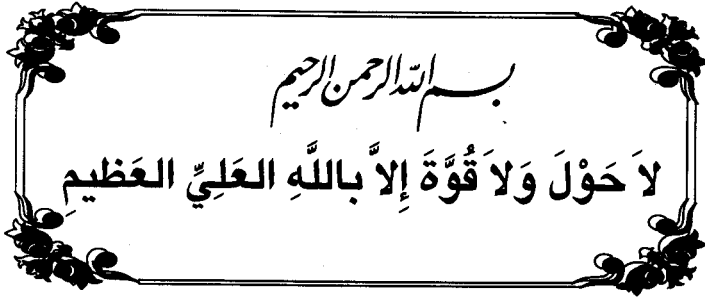 بسم الله الرحمن الرحيم
لاَ حَوْلَ وَلاَ قُوَّةَ إِلاَّ باللَّهِ العَلِيِّ العَظيمِ